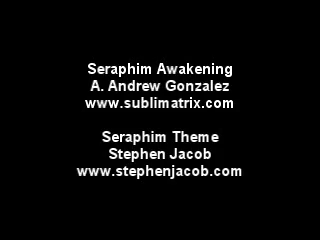 Seraphim Awakening
A. Andrew Gonzalez
www.sublimatrix.com
Seraphim Theme
Stephen Jacob
www.stephenjacob.com